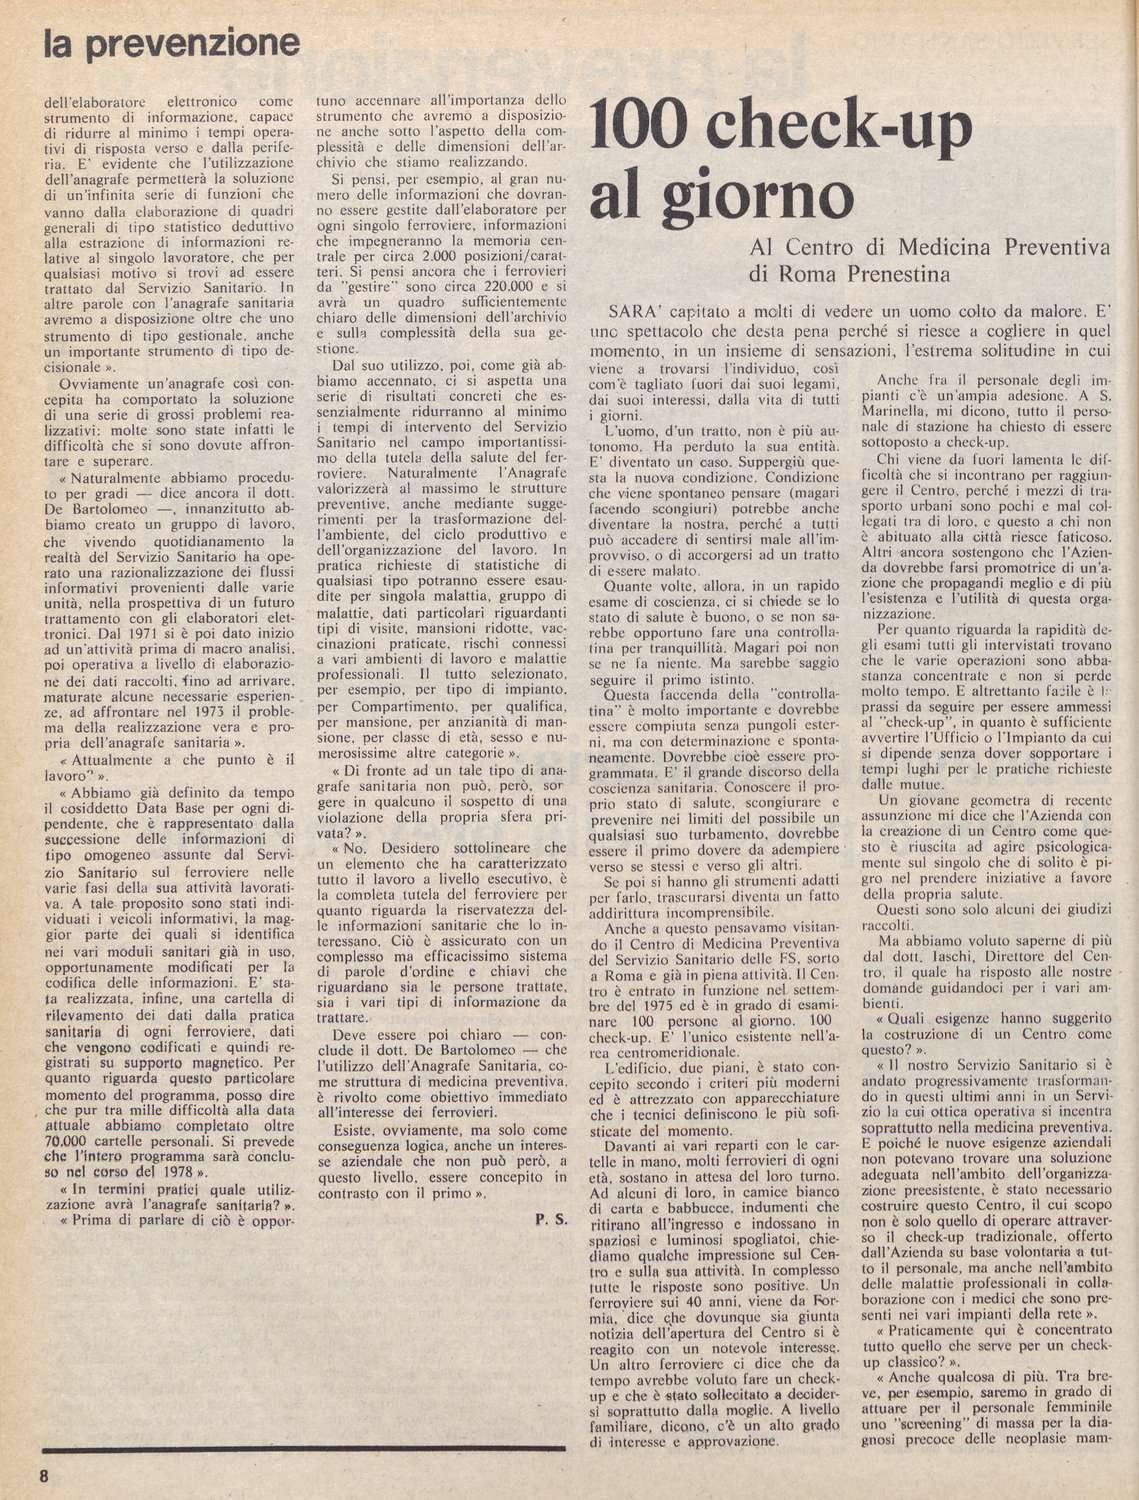 la prevenzione
dell'elaboratore elettronico come
strumento di informazione, capace
di ridurre al minimo i tempi opera-
tivi di risposta verso e dalla perife-
ria. E' evidente che l'utilizzazione
dell'anagrafe permetterà la soluzione
di un'infinita serie di funzioni che
vanno dalla elaborazione di quadri
generali di tipo statistico deduttivo
alla estrazione di informazioni re-
lative al singolo lavoratore, che per
qualsiasi motivo si trovi ad essere
trattato dal Servizio Sanitario. In
altre parole con l'anagrafe sanitaria
avremo a disposizione oltre che uno
strumento di tipo gestionale, anche
un importante strumento di tipo de-
cisionale ».
Ovviamente un'anagrafe così con-
cepita ha comportato la soluzione
di una serie di grossi problemi rea-
lizzativi: molte sono state infatti le
difficoltà che si sono dovute affron-
tare e superare.
« Naturalmente abbiamo procedu-
to per gradi — dice ancora il dott.
De Bartolomeo —, innanzitutto ab-
biamo creato un gruppo di lavoro,
che vivendo quotidianamento la
realtà del Servizio Sanitario ha ope-
rato una razionalizzazione dei flussi
informativi provenienti dalle varie
unità, nella prospettiva di un futuro
trattamento con gli elaboratori elet-
tronici. Dal 1971 si è poi dato inizio
ad un'attività prima di macro analisi,
poi operativa a livello di elaborazio-
ne dei dati raccolti, fino ad arrivare,
maturate alcune necessarie esperien-
ze, ad affrontare nel 1973 il proble-
ma della realizzazione vera e pro-
pria dell'anagrafe sanitaria ».
« Attualmente a che punto è il
lavoro? ».
« Abbiamo già definito da tempo
il cosiddetto Data Base per ogni di-
pendente, che è rappresentato dalla
successione delle informazioni di
tipo omogeneo assunte dal Servi-
zio Sanitario sul ferroviere nelle
varie fasi della sua attività lavorati-
va. A tale proposito sono stati indi-
viduati i veicoli informativi, la mag-
gior parte dei quali si identifica
nei vari moduli sanitari già in uso,
opportunamente modificati per la
codifica delle informazioni. E' sta-
ta realizzata, infine, una cartella di
rilevamento dei dati dalla pratica
sanitaria di ogni ferroviere, dati
che vengono codificati e quindi re-
gistrati su supporto magnetico. Per
quanto riguarda questo particolare
momento del programma, posso dire
che pur tra mille difficoltà alla data
attuale abbiamo completato oltre
70.000 cartelle personali. Si prevede
che l'intero programma sarà conclu-
so nel corso del 1978 ».
« In termini pratici quale utiliz-
zazione avrà l'anagrafe sanitaria? ».
« Prima di parlare di ciò è oppor-
tuno accennare all'importanza dello
strumento che avremo a disposizio-
ne anche sotto l'aspetto della com-
plessità e delle dimensioni dell'ar-
chivio che stiamo realizzando.
Si pensi, per esempio, al gran nu-
mero delle informazioni che dovran-
no essere gestite dall'elaboratore per
ogni singolo ferroviere, informazioni
che impegneranno la memoria cen-
trale per circa 2.000 posizioni/carat-
teri. Si pensi ancora che i ferrovieri
da "gestire" sono circa 220.000 e si
avrà un quadro sufficientemente
chiaro delle dimensioni dell'archivio
e sulla complessità della sua ge-
stione.
Dal suo utilizzo, poi, come già ab-
biamo accennato, ci si aspetta una
serie di risultati concreti che es-
senzialmente ridurranno al minimo
i tempi di intervento del Servizio
Sanitario nel campo importantissi-
mo della tutela della salute del fer-
roviere. Naturalmente l'Anagrafe
valorizzerà al massimo le strutture
preventive, anche mediante sugge-
rimenti per la trasformazione del-
l'ambiente, del ciclo produttivo e
dell'organizzazione del lavoro. In
pratica richieste di statistiche di
qualsiasi tipo potranno essere esau-
dite per singola malattia, gruppo di
malattie, dati particolari riguardanti
tipi di visite, mansioni ridotte, vac-
cinazioni praticate, rischi connessi
a vari ambienti di lavoro e malattie
professionali. Il tutto selezionato,
per esempio, per tipo di impianto,
per Compartimento, per qualifica,
per mansione, per anzianità di man-
sione, per classe di età, sesso e nu-
merosissime altre categorie ».
« Di fronte ad un tale tipo di ana-
grafe sanitaria non può, però, sor
gere in qualcuno il sospetto di una
violazione della propria sfera pri-
vata? ».
« No. Desidero sottolineare che
un elemento che ha caratterizzato
tutto il lavoro a livello esecutivo, è
la completa tutela del ferroviere per
quanto riguarda la riservatezza del-
le informazioni sanitarie che lo in-
teressano. Ciò è assicurato con un
complesso ma efficacissimo sistema
di parole d'ordine e chiavi che
riguardano sia le persone trattate,
sia i vari tipi di informazione da
trattare.
Deve essere poi chiaro — con-
clude il dott. De Bartolomeo — che
l'utilizzo dell'Anagrafe Sanitaria, co-
me struttura di medicina preventiva,
è rivolto come obiettivo immediato
all'interesse dei ferrovieri.
Esiste, ovviamente, ma solo come
conseguenza logica, anche un interes-
se aziendale che non può però, a
questo livello, essere concepito in
contrasto con il primo ».
P. S.
100 check-up
al giorno
Al Centro di Medicina Preventiva
di Roma Prenestina
SARA' capitato a molti di vedere un uomo colto da malore. E'
uno spettacolo che desta pena perché si riesce a cogliere in quel
momento, in un insieme di sensazioni, l'estrema solitudine in cui
viene a trovarsi l'individuo, così
com'è tagliato fuori dai suoi legami,
dai suoi interessi, dalla vita di tutti
i giorni.
L'uomo, d'un tratto, non è più au-
tonomo. Ha perduto la sua entità.
E' diventato un caso. Suppergiù que-
sta la nuova condizione. Condizione
che viene spontaneo pensare (magari
facendo scongiuri) potrebbe anche
diventare la nostra, perché a tutti
può accadere di sentirsi male all'im-
provviso, o di accorgersi ad un tratto
di essere malato.
Quante volte, allora, in un rapido
esame di coscienza, ci si chiede se lo
stato di salute è buono, o se non sa-
rebbe opportuno fare una controlla-
tina per tranquillità. Magari poi non
se ne fa niente. Ma sarebbe saggio
seguire il primo istinto.
Questa faccenda della "controlla-
tina" è molto importante e dovrebbe
essere compiuta senza pungoli ester-
ni, ma con determinazione e sponta-
neamente. Dovrebbe cioè essere pro-
grammata. E' il grande discorso della
coscienza sanitaria. Conoscere il pro-
prio stato di salute, scongiurare e
prevenire nei limiti del possibile un
qualsiasi suo turbamento, dovrebbe
essere il primo dovere da adempiere
verso se stessi e verso gli altri.
Se poi si hanno gli strumenti adatti
per farlo, trascurarsi diventa un fatto
addirittura incomprensibile.
Anche a questo pensavamo visitan-
do il Centro di Medicina Preventiva
del Servizio Sanitario delle FS, sorto
a Roma e già in piena attività. Il Cen-
tro è entrato in funzione nel settem-
bre del 1975 ed è in grado di esami-
nare 100 persone al giorno. 100
check-up. E' l'unico esistente nell'a-
rea centromeridionale.
L'edificio, due piani, è stato con-
cepito secondo i criteri più moderni
ed è attrezzato con apparecchiature
che i tecnici definiscono le più sofi-
sticate del momento.
Davanti ai vari reparti con le car-
telle in mano, molti ferrovieri di ogni
età, sostano in attesa del loro turno.
Ad alcuni di loro, in camice bianco
di carta e babbucce, indumenti che
ritirano all'ingresso e indossano in
spaziosi e luminosi spogliatoi, chie-
diamo qualche impressione sul Cen-
tro e sulla sua attività. In complesso
tutte le risposte sono positive. Un
ferroviere sui 40 anni, viene da For-
mia, dice che dovunque sia giunta
notizia dell'apertura del Centro si è
reagito con un notevole interesse.
Un altro ferroviere ci dice che da
tempo avrebbe voluto fare un check-
up e che è stato sollecitato a decider-
si soprattutto dalla moglie. A livello
familiare, dicono, c'è un alto grado
di interesse e approvazione.
Anche fra il personale degli im-
pianti c'è un'ampia adesione. A S.
Marinella, mi dicono, tutto il perso-
nale di stazione ha chiesto di essere
sottoposto a check-up.
Chi viene da fuori lamenta le dif-
ficoltà che si incontrano per raggiun-
gere il Centro, perché i mezzi di tra-
sporto urbani sono pochi e mal col-
legati tra di loro, e questo a chi non
è abituato alla città riesce faticoso.
Altri ancora sostengono che l'Azien-
da dovrebbe farsi promotrice di un'a-
zione che propagandi meglio e di più
l'esistenza e l'utilità di questa orga-
nizzazione.
Per quanto riguarda la rapidità de-
gli esami tutti gli intervistati trovano
che le varie operazioni sono abba-
stanza concentrate e non si perde
molto tempo. E altrettanto facile è la
prassi da seguire per essere ammessi
al "check-up", in quanto è sufficiente
avvertire l'Ufficio o l'Impianto da cui
si dipende senza dover sopportare i
tempi lughi per le pratiche richieste
dalle mutue.
Un giovane geometra di recente
assunzione mi dice che l'Azienda con
la creazione di un Centro come que-
sto è riuscita ad agire psicologica-
mente sul singolo che di solito è pi-
gro nel prendere iniziative a favore
della propria salute.
Questi sono solo alcuni dei giudizi
raccolti.
Ma abbiamo voluto saperne di più
dal dott. Iaschi, Direttore del Cen-
tro, il quale ha risposto alle nostre
domande guidandoci per i vari am-
bienti.
« Quali esigenze hanno suggerito
la costruzione di un Centro come
questo? ».
« Il nostro Servizio Sanitario si è
andato progressivamente trasforman-
do in questi ultimi anni in un Servi-
zio la cui ottica operativa si incentra
soprattutto nella medicina preventiva.
E poiché le nuove esigenze aziendali
non potevano trovare una soluzione
adeguata nell'ambito dell'organizza-
zione preesistente, è stato necessario
costruire questo Centro, il cui scopo
non è solo quello di operare attraver-
so il check-up tradizionale, offerto
dall'Azienda su base volontaria a tut-
to il personale, ma anche nell'ambito
delle malattie professionali in colla-
borazione con i medici che sono pre-
senti nei vari impianti della rete ».
« Praticamente qui è concentrato
tutto quello che serve per un check-
up classico? ».
« Anche qualcosa di più. Tra bre-
ve, per esempio, saremo in grado di
attuare per il personale femminile
uno "screening" di massa per la dia-
gnosi precoce delle neoplasie mam-
8